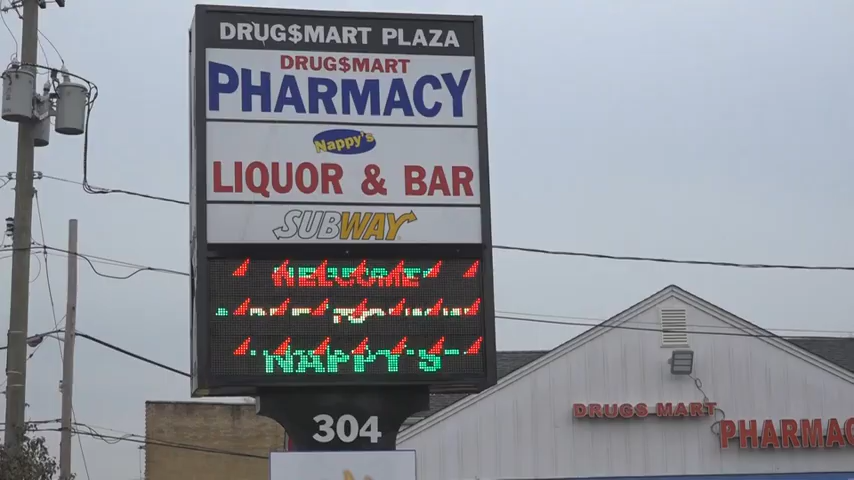 DRUG$MART PLAZA
DRUG$MART
PHARMACY
Nappy's
LIQUOR & BAR
SUBWAY
WELCOME
TO
NAPPY'S
304
DRUGS MART
PHARMAC